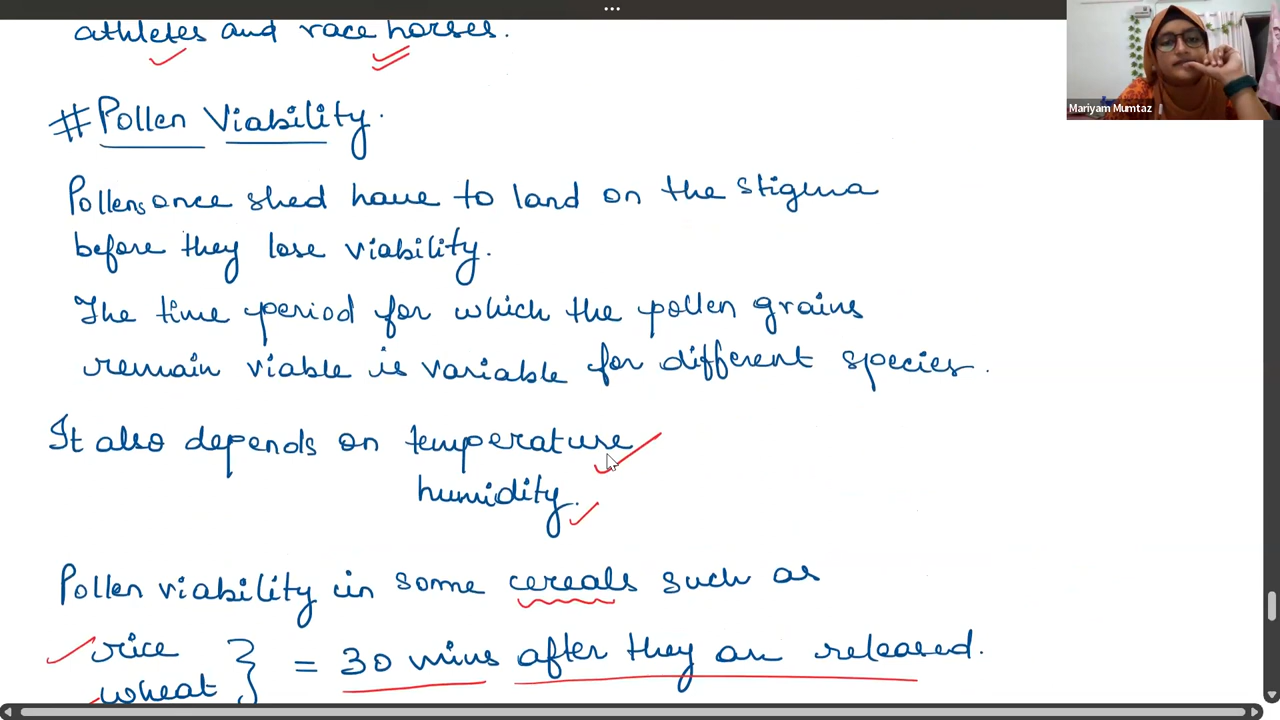 ...
athletes and race horses.
Mariyam Mumtaz
#Pollen Viability.
Pollens once shed have to land on the stigma
before they lose viability.
The time period for which the pollen grains
remain viable is variable for different species.
It also depends on temperature
humidity.
Pollen viability in some cereals such as
rice
wheat } = 30 mins after they are released.